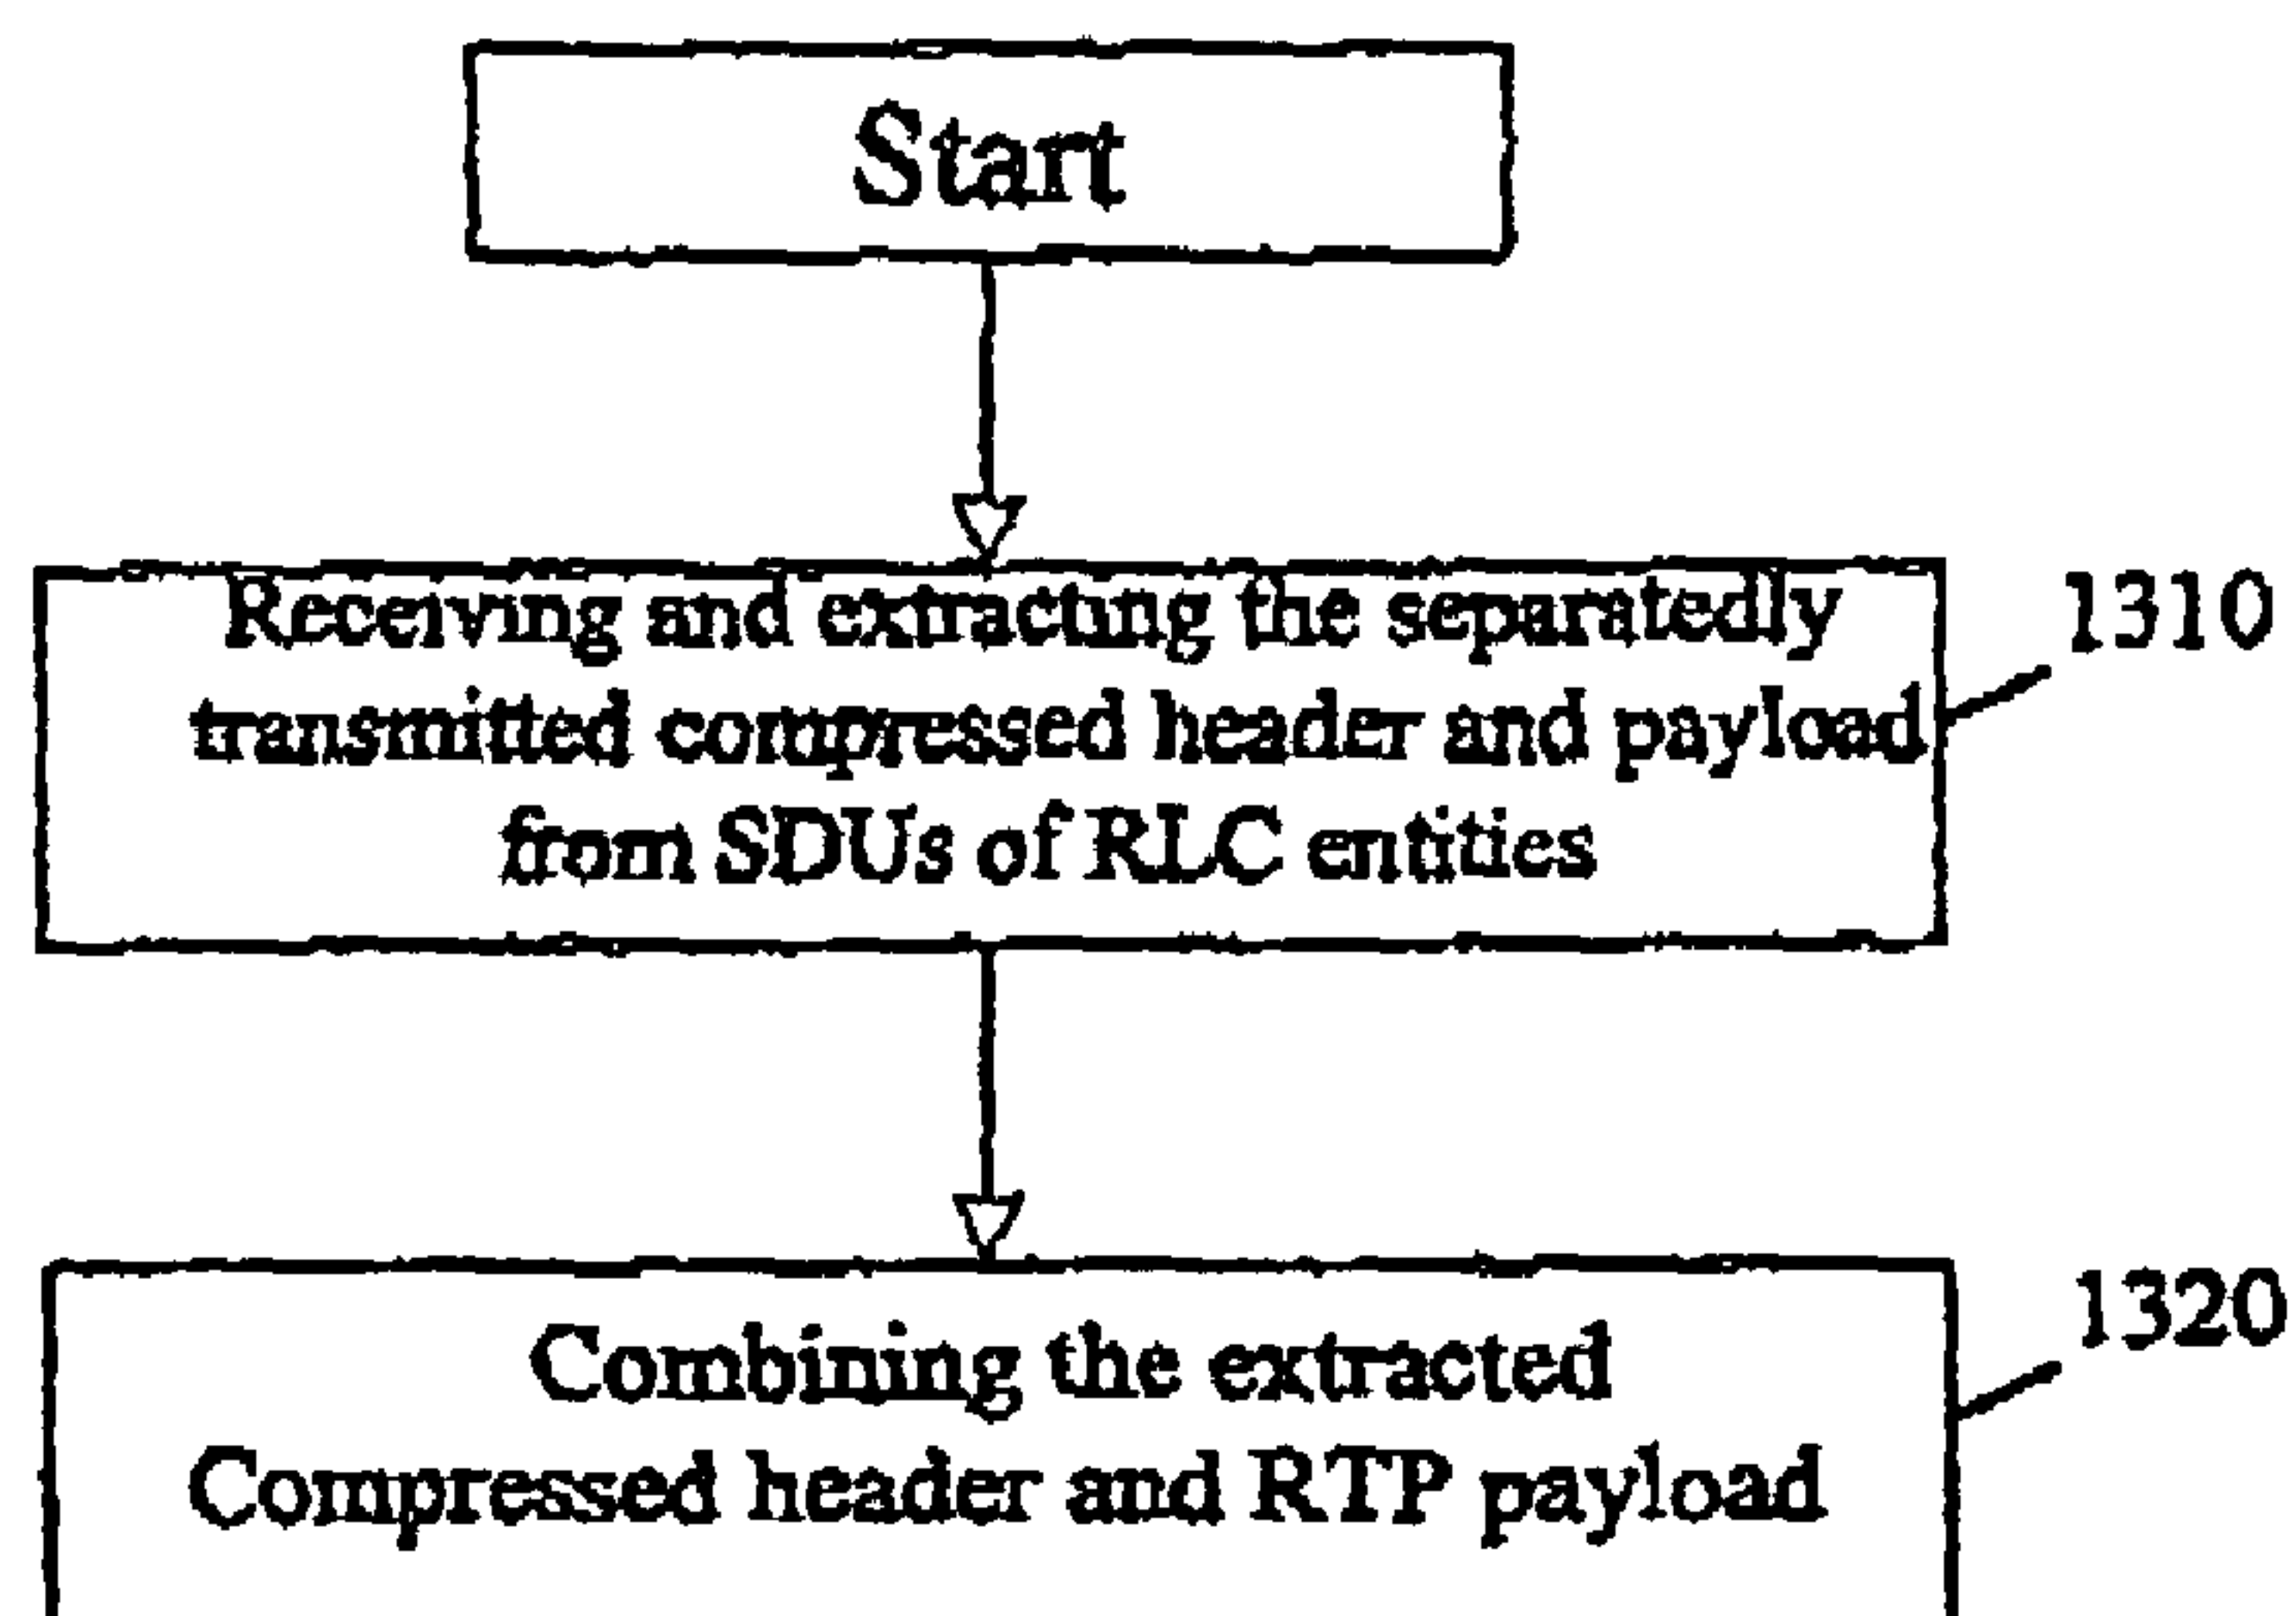 Start
Receiving and extracting the separatedly
1310
transmitted compressed header and payload
from SDUs of RLC entities
Combining the extracted
1320
Compressed header and RTP payload